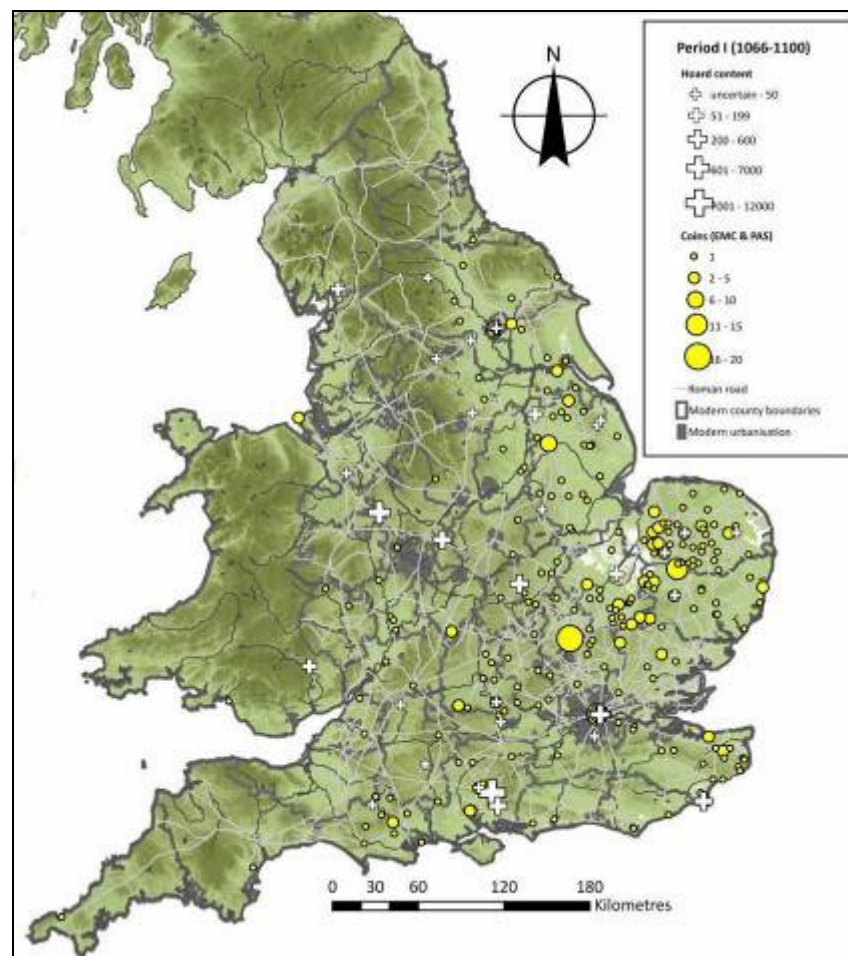 N
Period I (1066-1100)
Hoard content
uncertain - 50
51 - 199
200 - 600
601 - 7000
7001 - 12000
Coins (EMC & PAS)
1
2 - 5
6 - 10
11 - 15
16 - 20
Roman road
Modern county boundaries
Modern urbanisation
0 30 60 120 180
Kilometres